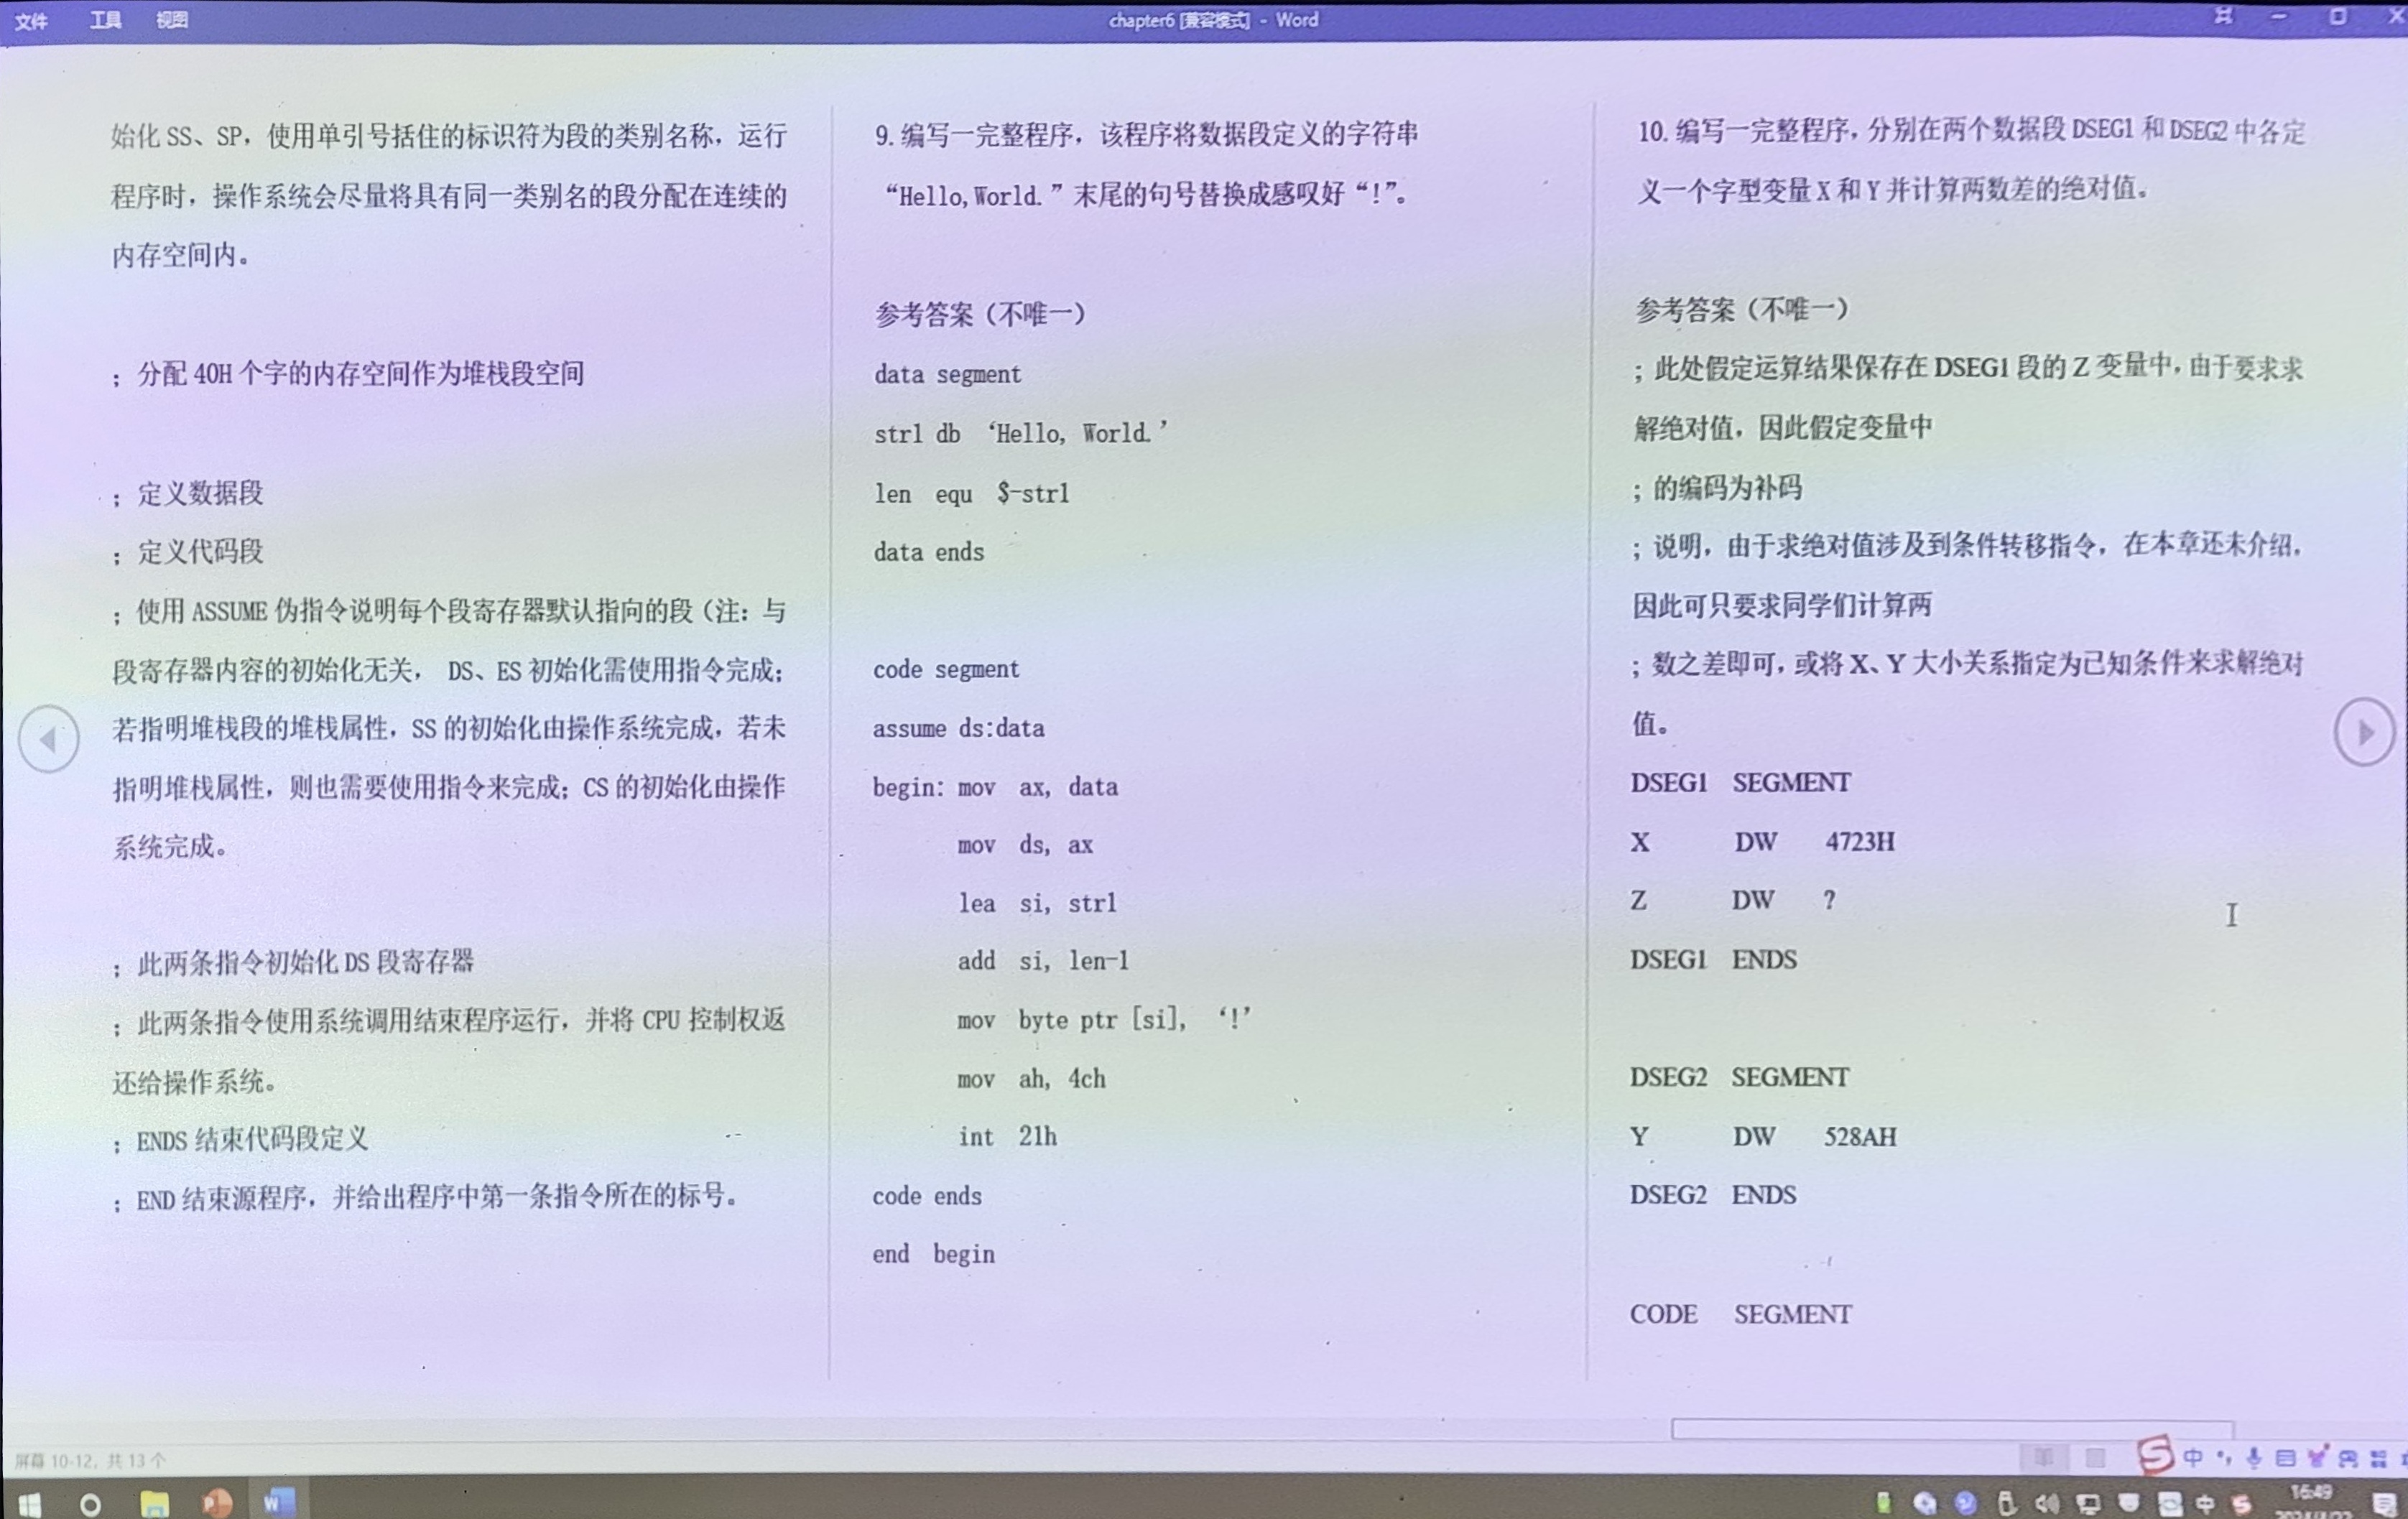 文件 工具 视图
chapter6 [兼容模式] - Word
始化 SS、SP，使用单引号括住的标识符为段的类别名称，运行
程序时，操作系统会尽量将具有同一类别名的段分配在连续的
内存空间内。
；分配 40H 个字的内存空间作为堆栈段空间
；定义数据段
；定义代码段
；使用 ASSUME 伪指令说明每个段寄存器默认指向的段（注：与
段寄存器内容的初始化无关， DS、ES 初始化需使用指令完成；
若指明堆栈段的堆栈属性，SS 的初始化由操作系统完成，若未
指明堆栈属性，则也需要使用指令来完成；CS 的初始化由操作
系统完成。
；此两条指令初始化 DS 段寄存器
；此两条指令使用系统调用结束程序运行，并将 CPU 控制权返
还给操作系统。
；ENDS 结束代码段定义
；END 结束源程序，并给出程序中第一条指令所在的标号。
9. 编写一完整程序，该程序将数据段定义的字符串
“Hello,World.”末尾的句号替换成感叹好“!”。
参考答案（不唯一）
data segment
str1 db ‘Hello, World.’
len equ $-str1
data ends
code segment
assume ds:data
begin: mov ax, data
mov ds, ax
lea si, str1
add si, len-1
mov byte ptr [si], ‘!’
mov ah, 4ch
int 21h
code ends
end begin
10. 编写一完整程序，分别在两个数据段 DSEG1 和 DSEG2 中各定
义一个字型变量 X 和 Y 并计算两数差的绝对值。
参考答案（不唯一）
；此处假定运算结果保存在 DSEG1 段的 Z 变量中，由于要求求
解绝对值，因此假定变量中
；的编码为补码
；说明，由于求绝对值涉及到条件转移指令，在本章还未介绍，
因此可只要求同学们计算两
；数之差即可，或将 X、Y 大小关系指定为已知条件来求解绝对
值。
DSEG1 SEGMENT
X DW 4723H
Z DW ?
DSEG1 ENDS
DSEG2 SEGMENT
Y DW 528AH
DSEG2 ENDS
CODE SEGMENT
屏幕 10-12, 共 13 个
中
中
16:49